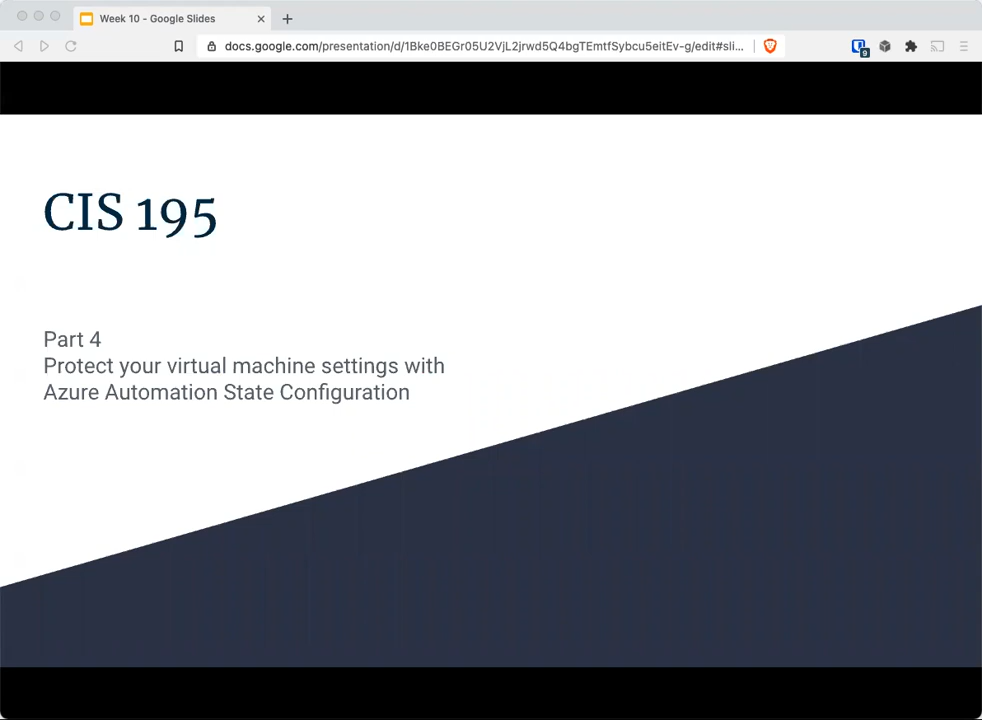 Week 10 - Google Slides
docs.google.com/presentation/d/1Bke0BEGr05U2VjL2jrwd5Q4bgTEmtfSybcu5eitEv-g/edit#sli...
9
CIS 195
Part 4
Protect your virtual machine settings with
Azure Automation State Configuration